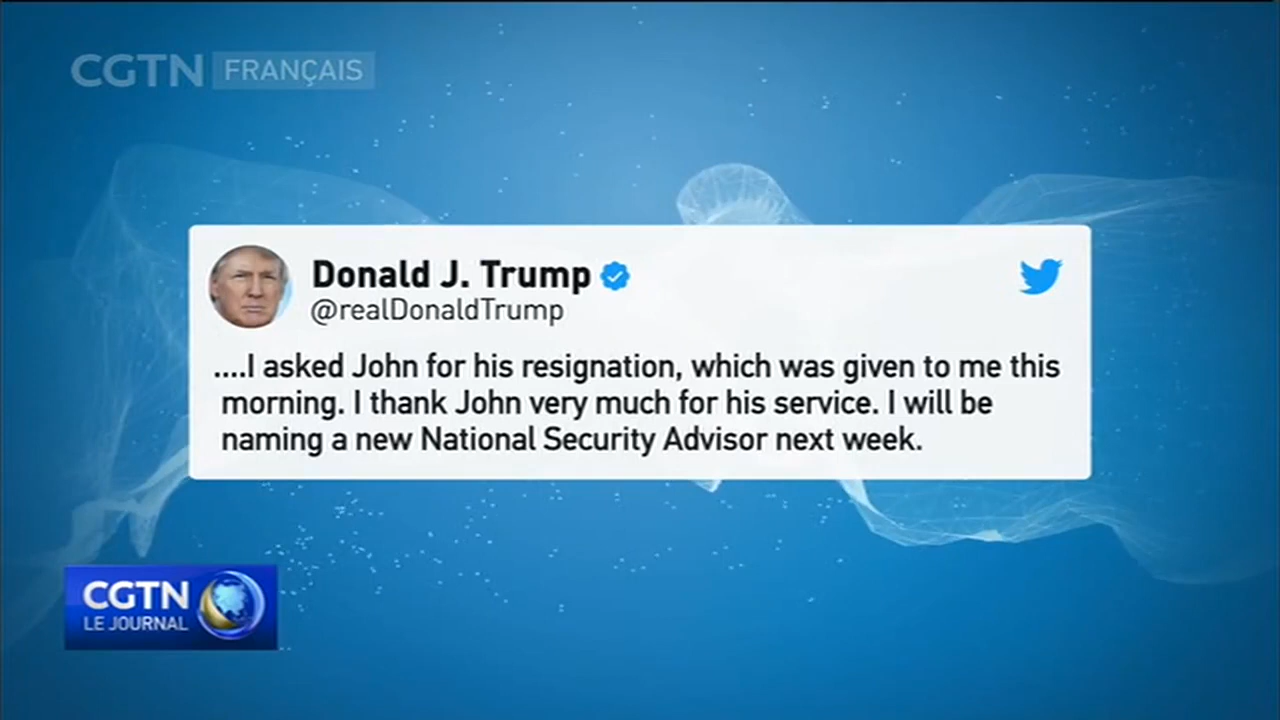 CGTN FRANÇAIS
Donald J. Trump
@realDonaldTrump
....I asked John for his resignation, which was given to me this
morning. I thank John very much for his service. I will be
naming a new National Security Advisor next week.
CGTN
LE JOURNAL